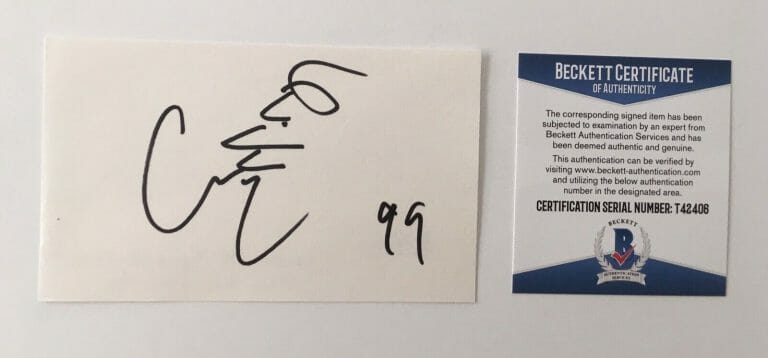 99
BECKETT CERTIFICATE
OF AUTHENTICITY
The corresponding signed item has been
subjected to examination by an expert from
Beckett Authentication Services and has
been deemed authentic and genuine.
This authentication can be verified by
visiting www.beckett-authentication.com
and utilizing the below authentication
number in the designated area.
CERTIFICATION SERIAL NUMBER: T42406
BECKETT
B
AUTHENTICATION
SERVICES